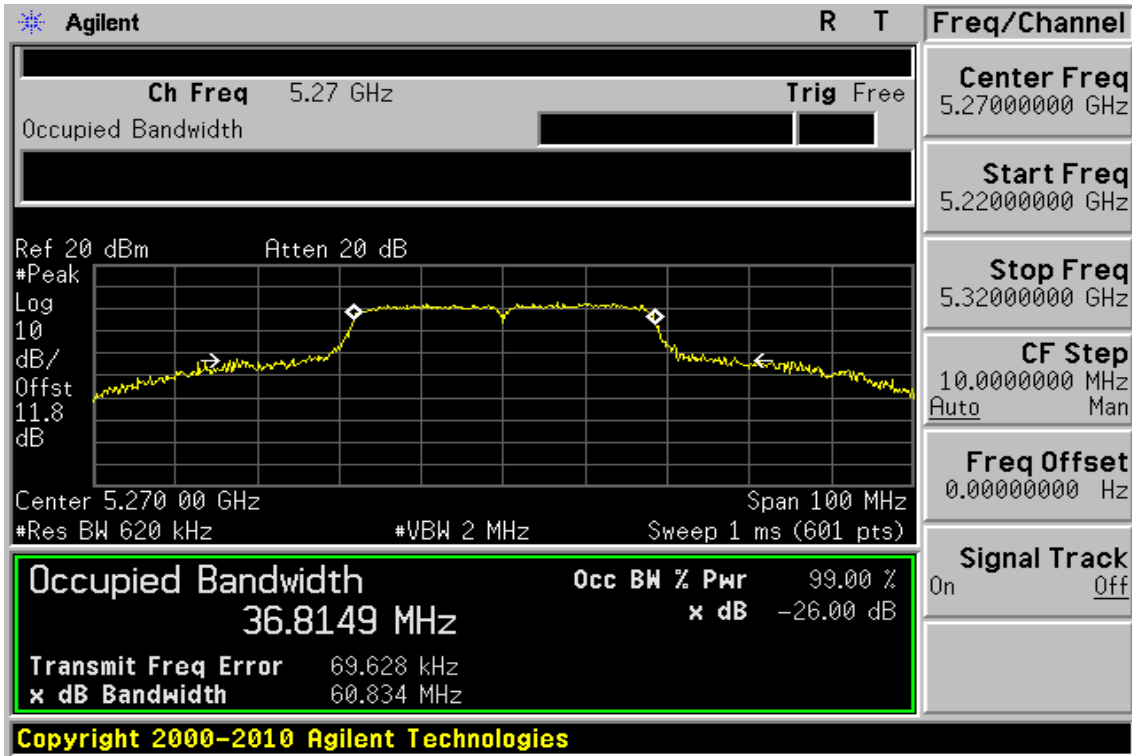 Agilent R T Freq/Channel
Ch Freq 5.27 GHz Trig Free
Occupied Bandwidth
Center Freq
5.27000000 GHz
Start Freq
5.22000000 GHz
Stop Freq
5.32000000 GHz
CF Step
10.0000000 MHz
Auto Man
Freq Offset
0.00000000 Hz
Signal Track
On Off
Ref 20 dBm Atten 20 dB
#Peak
Log
10
dB/
Offst
11.8
dB
Center 5.270 00 GHz Span 100 MHz
#Res BW 620 kHz #VBW 2 MHz Sweep 1 ms (601 pts)
Occupied Bandwidth Occ BW % Pwr 99.00 %
36.8149 MHz x dB -26.00 dB
Transmit Freq Error 69.628 kHz
x dB Bandwidth 60.834 MHz
Copyright 2000-2010 Agilent Technologies